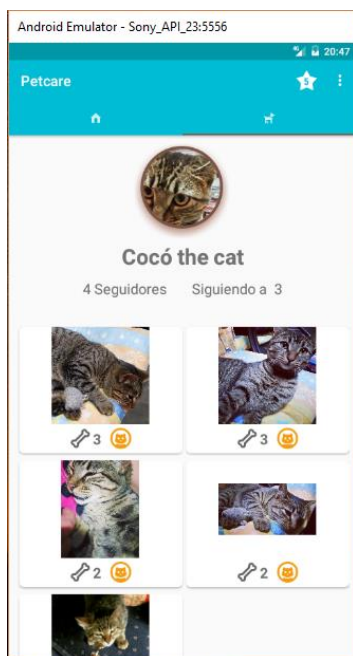 Android Emulator - Sony_API_23:5556
20:47
Petcare
5
Cocó the cat
4 Seguidores Siguiendo a 3
3
3
2
2